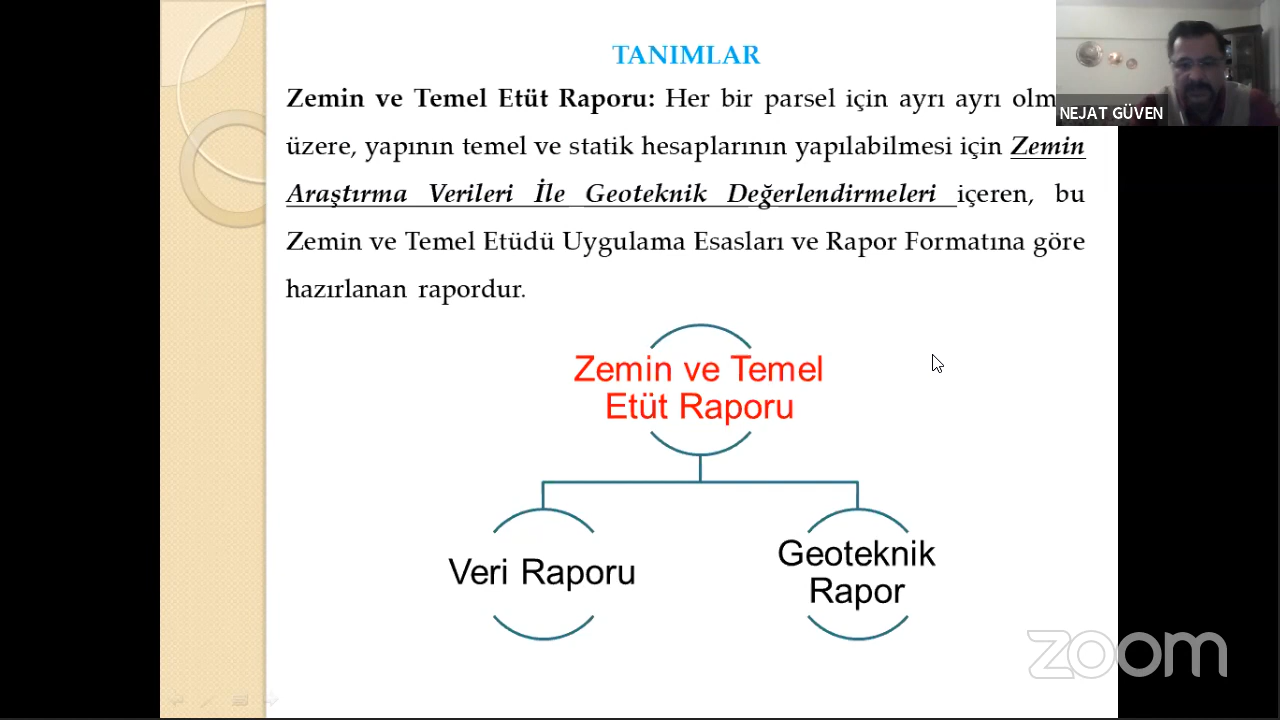 TANIMLAR
Zemin ve Temel Etüt Raporu: Her bir parsel için ayrı ayrı
üzere, yapının temel ve statik hesaplarının yapılabilmesi için Zemin
Araştırma Verileri İle Geoteknik Değerlendirmeleri içeren, bu
Zemin ve Temel Etüdü Uygulama Esasları ve Rapor Formatına göre
hazırlanan rapordur.
NEJAT GÜVEN
Zemin ve Temel
Etüt Raporu
Veri Raporu
Geoteknik
Rapor
zoom